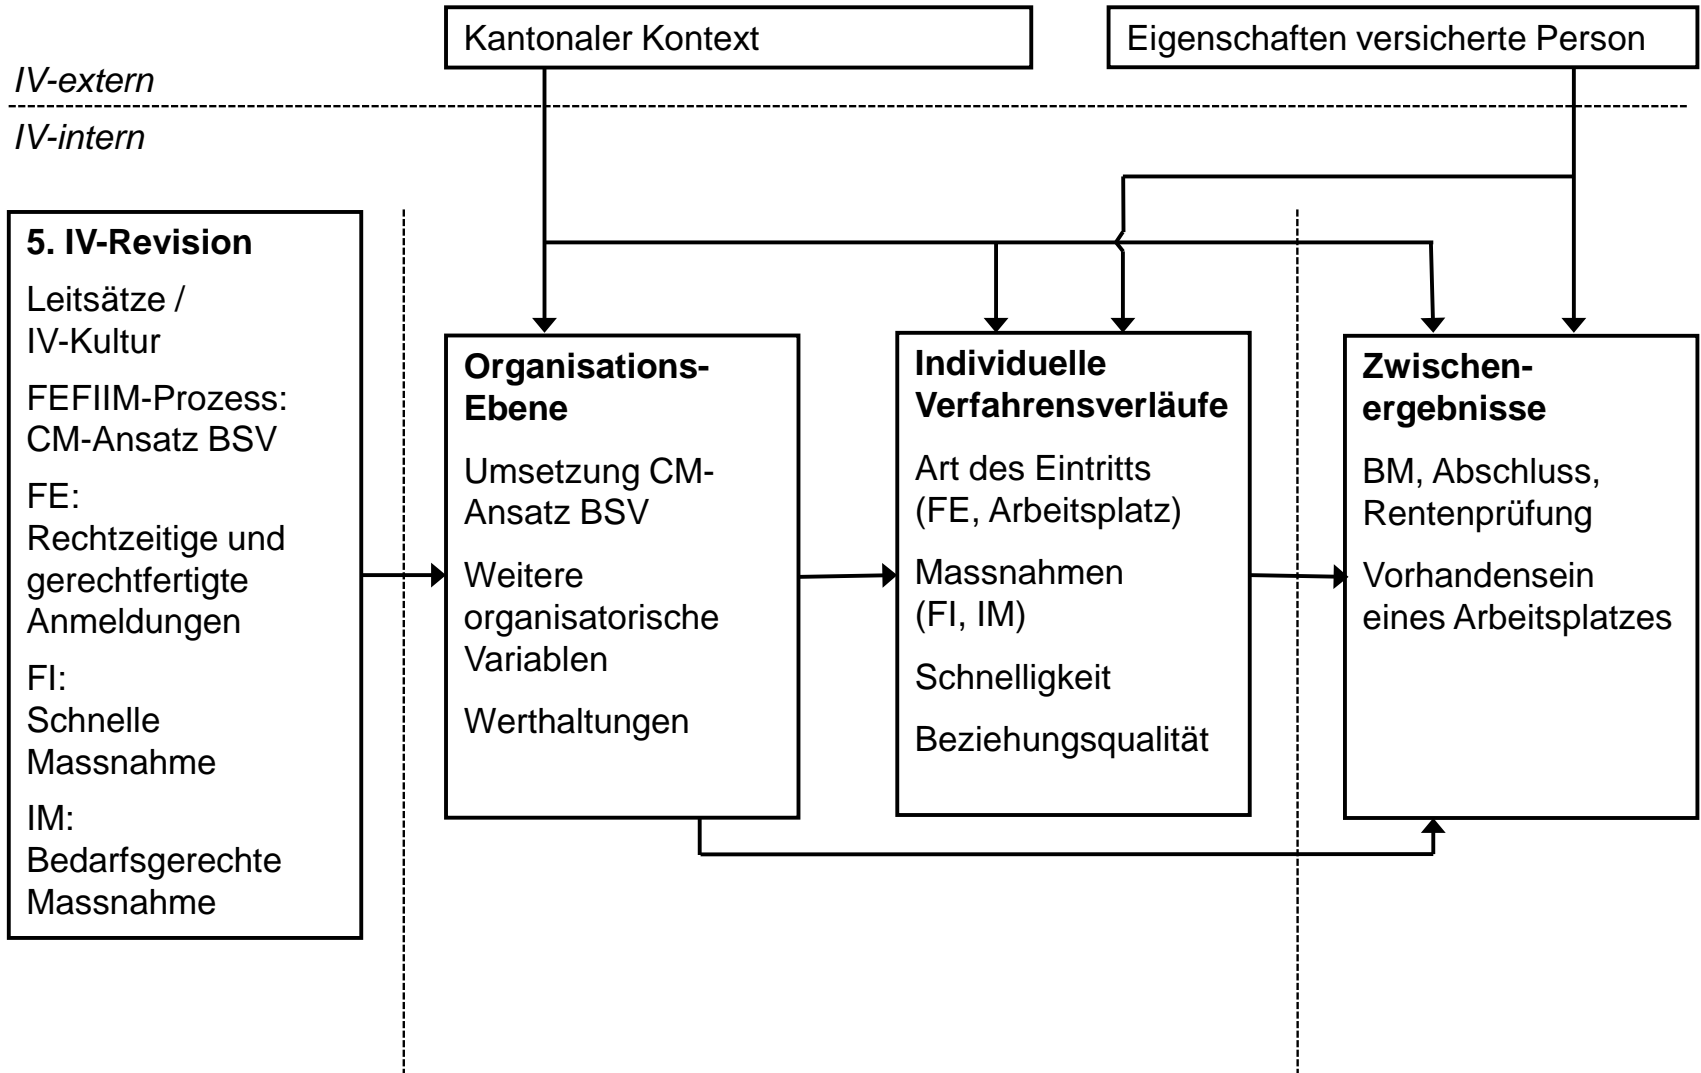 Kantonaler Kontext
Eigenschaften versicherte Person
IV-extern
IV-intern
5. IV-Revision
Leitsätze /
IV-Kultur
FEFIIM-Prozess:
CM-Ansatz BSV
FE:
Rechtzeitige und
gerechtfertigte
Anmeldungen
FI:
Schnelle
Massnahme
IM:
Bedarfsgerechte
Massnahme
Organisations-
Ebene
Umsetzung CM-
Ansatz BSV
Weitere
organisatorische
Variablen
Werthaltungen
Individuelle
Verfahrensverläufe
Art des Eintritts
(FE, Arbeitsplatz)
Massnahmen
(FI, IM)
Schnelligkeit
Beziehungsqualität
Zwischen-
ergebnisse
BM, Abschluss,
Rentenprüfung
Vorhandensein
eines Arbeitsplatzes